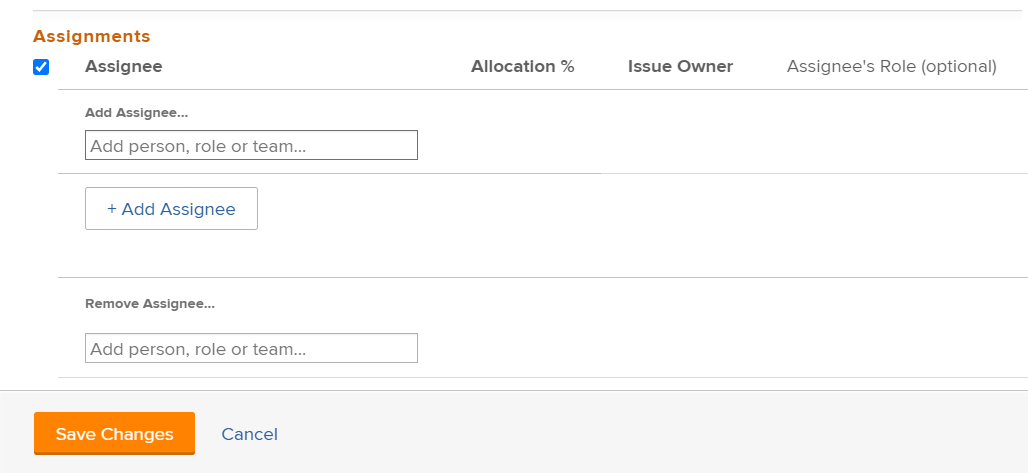 Assignments
Assignee Allocation % Issue Owner Assignee's Role (optional)
Add Assignee...
Add person, role or team...
+ Add Assignee
Remove Assignee...
Add person, role or team...
Save Changes Cancel